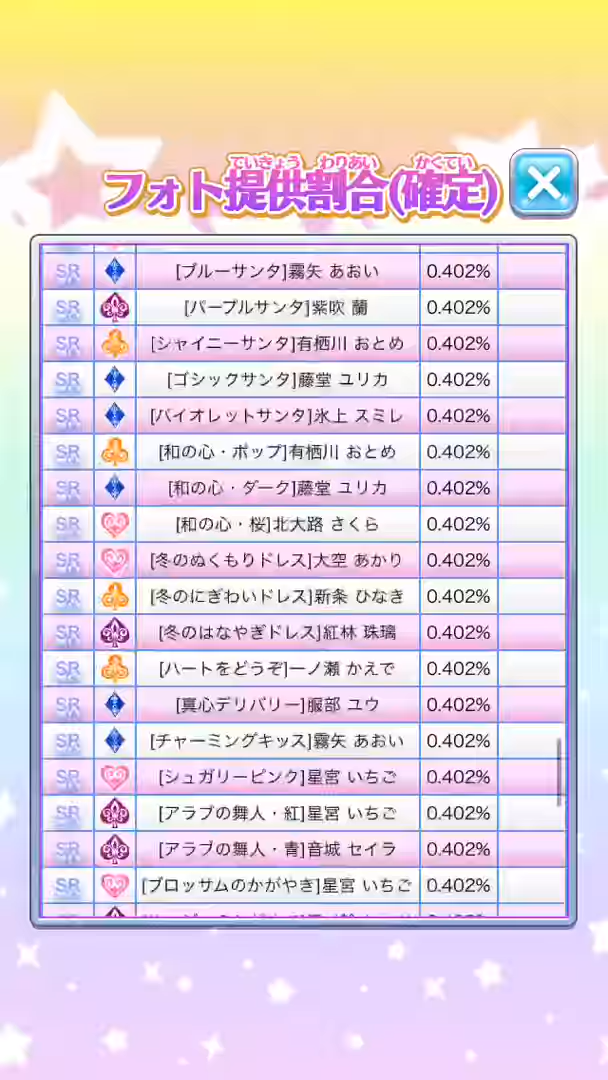 ていきょう わりあい かくてい
フォト提供割合(確定)
SR [ブルーサンタ]霧矢 あおい 0.402%
SR [パープルサンタ]紫吹 蘭 0.402%
SR [シャイニーサンタ]有栖川 おとめ 0.402%
SR [ゴシックサンタ]藤堂 ユリカ 0.402%
SR [バイオレットサンタ]氷上 スミレ 0.402%
SR [和の心・ポップ]有栖川 おとめ 0.402%
SR [和の心・ダーク]藤堂 ユリカ 0.402%
SR [和の心・桜]北大路 さくら 0.402%
SR [冬のぬくもりドレス]大空 あかり 0.402%
SR [冬のにぎわいドレス]新条 ひなき 0.402%
SR [冬のはなやぎドレス]紅林 珠璃 0.402%
SR [ハートをどうぞ]一ノ瀬 かえで 0.402%
SR [真心デリバリー]服部 ユウ 0.402%
SR [チャーミングキッス]霧矢 あおい 0.402%
SR [シュガリーピンク]星宮 いちご 0.402%
SR [アラブの舞人・紅]星宮 いちご 0.402%
SR [アラブの舞人・青]音城 セイラ 0.402%
SR [ブロッサムのかがやき]星宮 いちご 0.402%